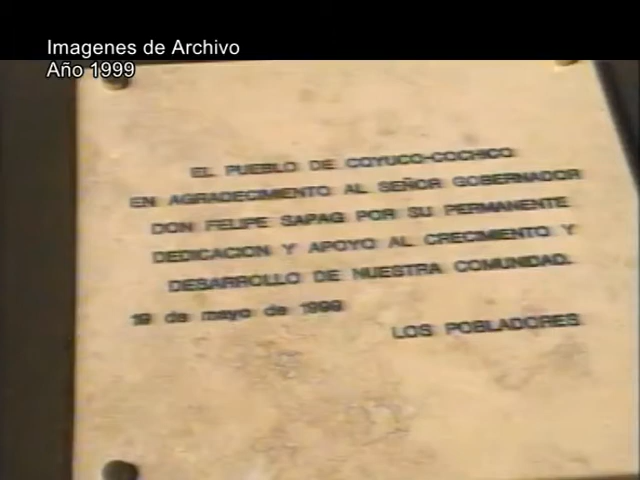 Imagenes de Archivo
Año 1999
EL PUEBLO DE COYUCO-COCHICO
EN AGRADECIMIENTO AL SEÑOR GOBERNADOR
DON FELIPE SAPAG POR SU PERMANENTE
DEDICACION Y APOYO AL CRECIMIENTO Y
DESARROLLO DE NUESTRA COMUNIDAD.
19 de mayo de 1999
LOS POBLADORES